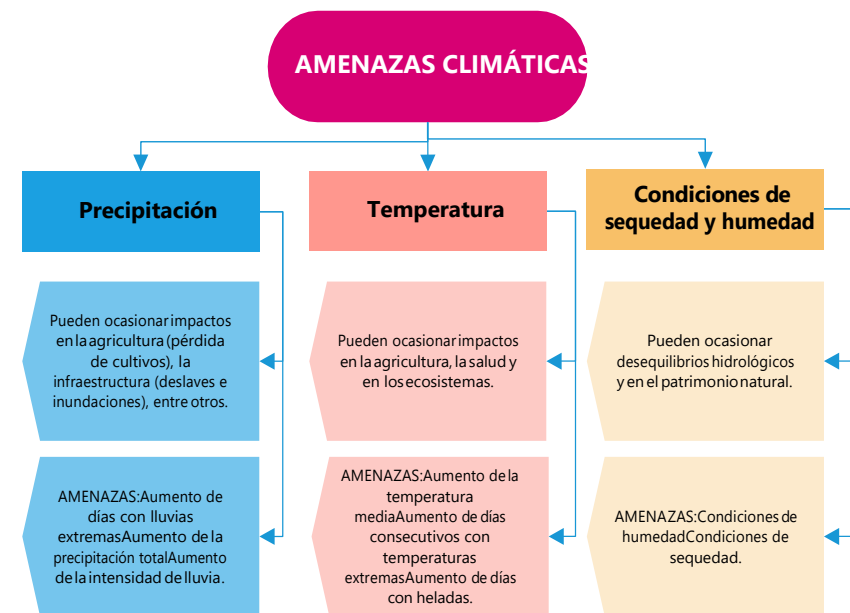 AMENAZAS CLIMÁTICAS
Precipitación
Temperatura
Condiciones de
sequedad y humedad
Pueden ocasionar impactos
en la agricultura (pérdida
de cultivos), la
infraestructura (deslaves e
inundaciones), entre otros.
Pueden ocasionar impactos
en la agricultura, la salud y
en los ecosistemas.
Pueden ocasionar
desequilibrios hidrológicos
y en el patrimonio natural.
AMENAZAS:Aumento de
días con lluvias
extremasAumento de la
precipitación totalAumento
de la intensidad de lluvia.
AMENAZAS:Aumento de la
temperatura
mediaAumento de días
consecutivos con
temperaturas
extremasAumento de días
con heladas.
AMENAZAS:Condiciones de
humedadCondiciones de
sequedad.